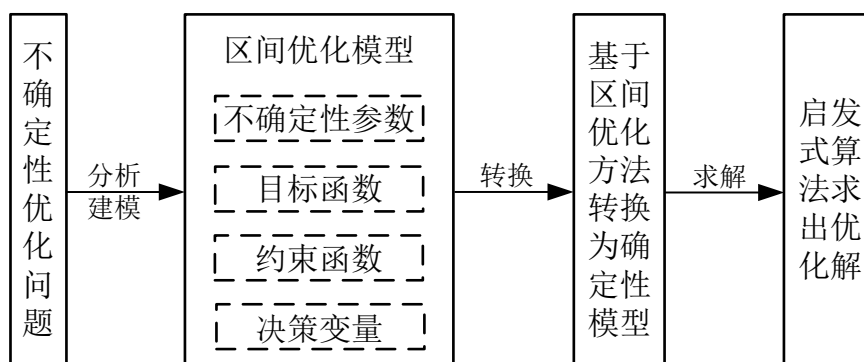 不确定性优化问题
分析
建模
区间优化模型
不确定性参数
目标函数
约束函数
决策变量
转换
基于
区间
优化
方法
转换
为确
定性
模型
求解
启发
式算
法求
出优
化解